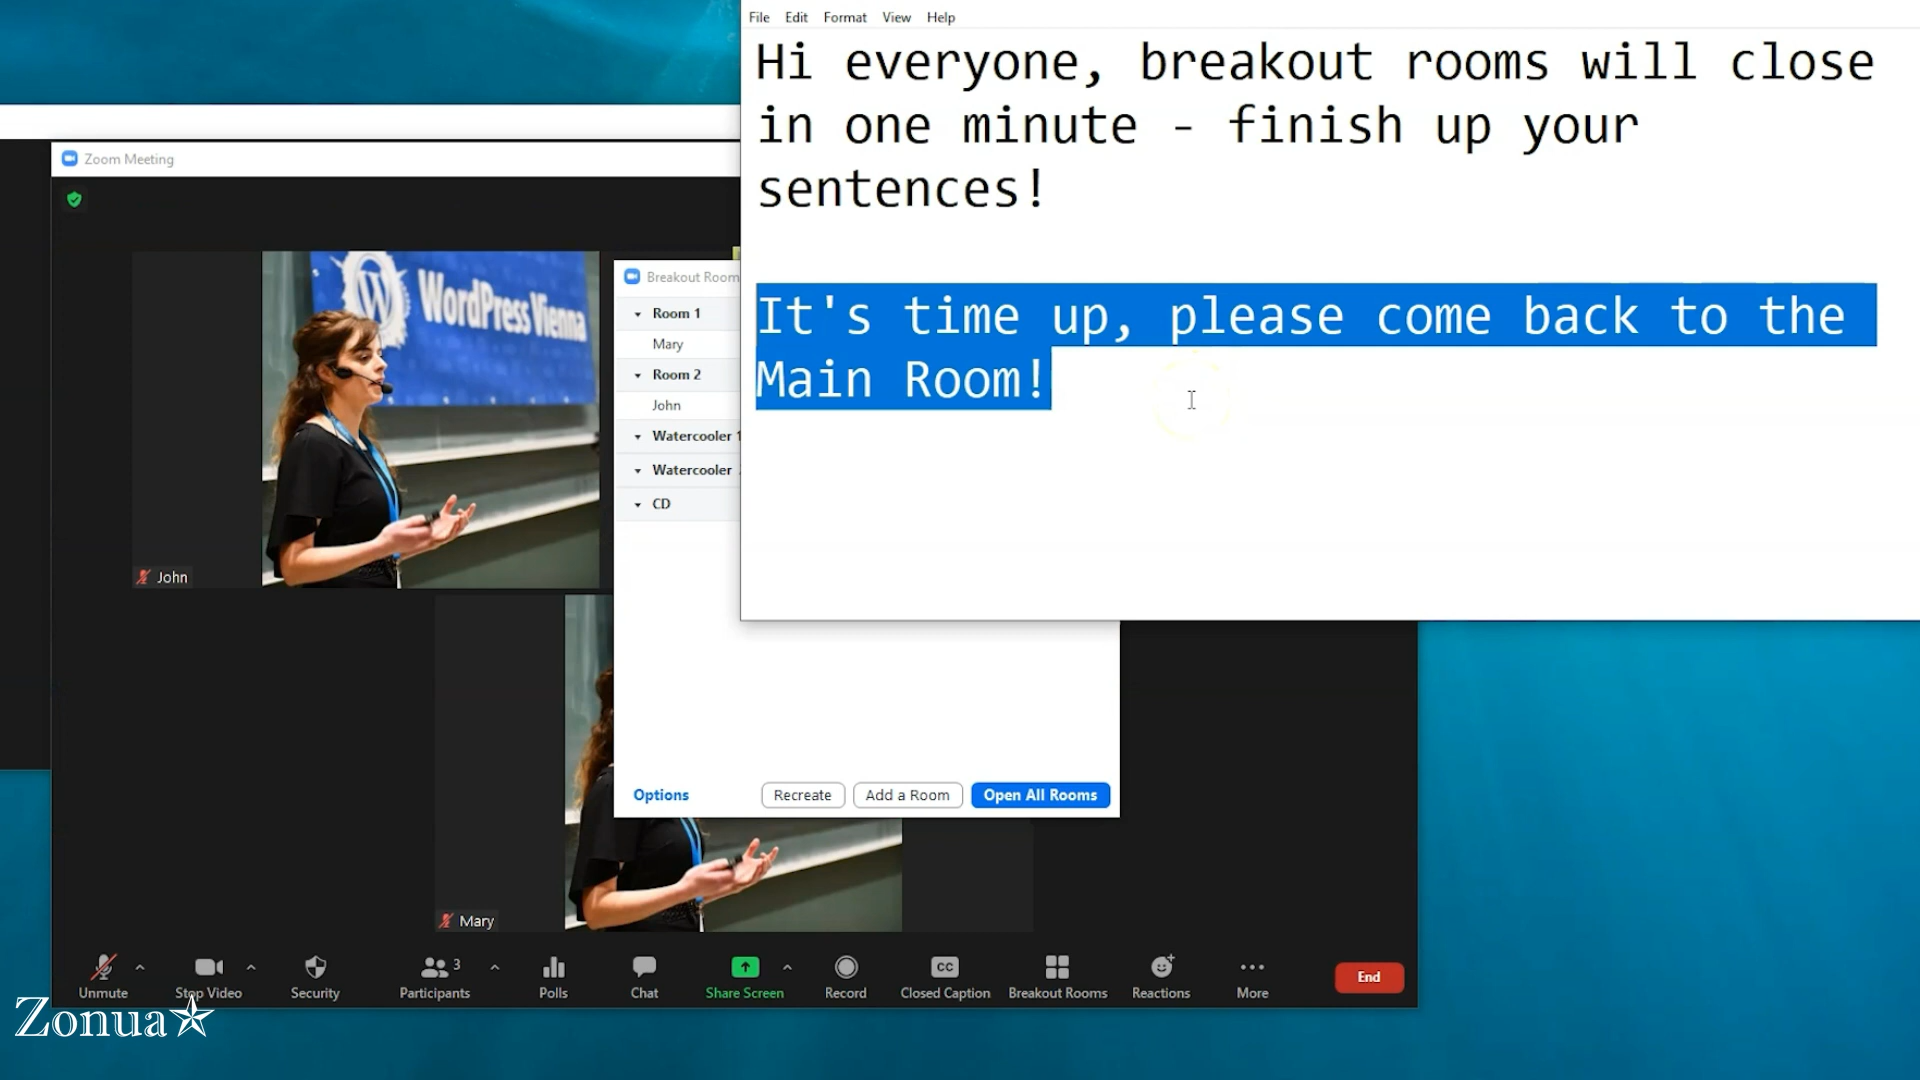 File Edit Format View Help
Hi everyone, breakout rooms will close
in one minute - finish up your
sentences!
It's time up, please come back to the
Main Room!
Zoom Meeting
WordPress Vienna
John
Breakout Room
Room 1
Mary
Room 2
John
Watercooler 1
Watercooler
CD
Options Recreate Add a Room Open All Rooms
Mary
3
CC
Unmute Stop Video Security Participants Polls Chat Share Screen Record Closed Caption Breakout Rooms Reactions More End
Zonua